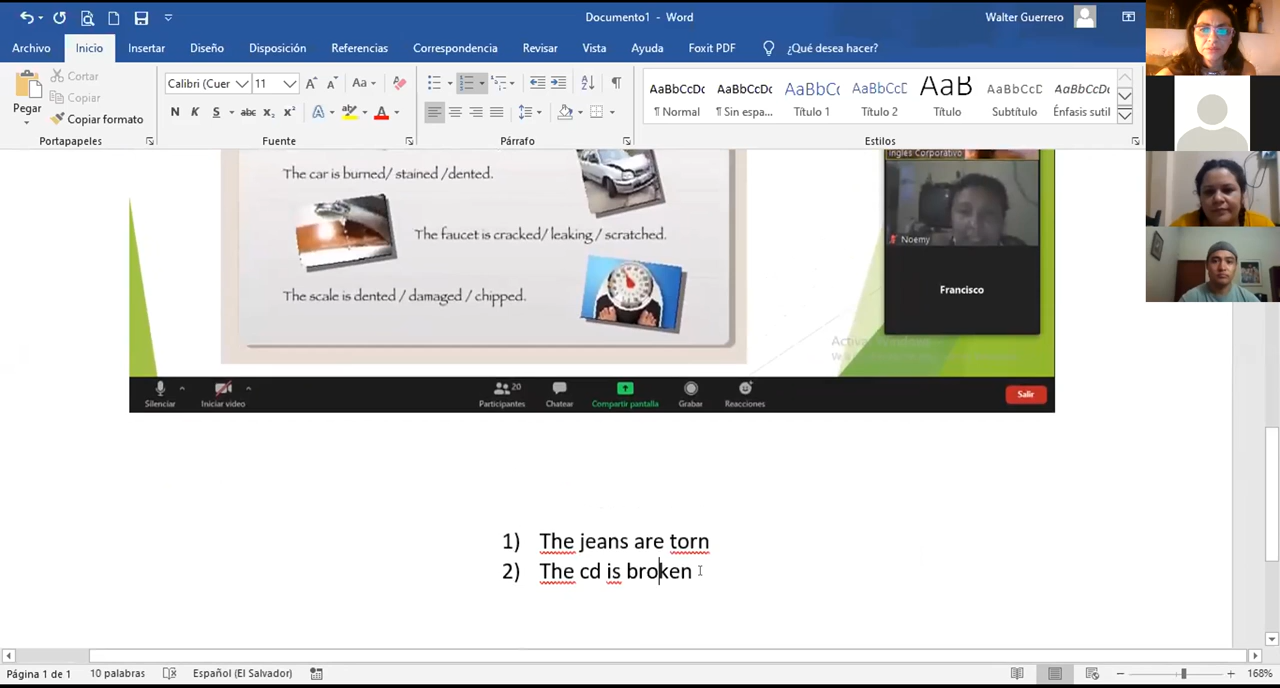 Documento1 - Word
Walter Guerrero
Archivo Inicio Insertar Diseño Disposición Referencias Correspondencia Revisar Vista Ayuda Foxit PDF ¿Qué desea hacer?
Pegar
Cortar
Copiar
Copiar formato
Portapapeles
Calibri (Cuer 11
Fuente
Párrafo
AaBbCcDc AaBbCcDc AaBbCcI AaBbCcD AaB AaBbCcD AaBbCcDc
¶ Normal ¶ Sin espa... Título 1 Título 2 Título Subtítulo Énfasis sutil
Estilos
Ingles Corporativo
The car is burned/ stained /dented.
The faucet is cracked/ leaking / scratched.
Noemy
The scale is dented / damaged / chipped.
Francisco
Silenciar Iniciar video 20 Participantes Chatear Compartir pantalla Grabar Reacciones Salir
1) The jeans are torn
2) The cd is broken
Página 1 de 1 10 palabras Español (El Salvador) 168%